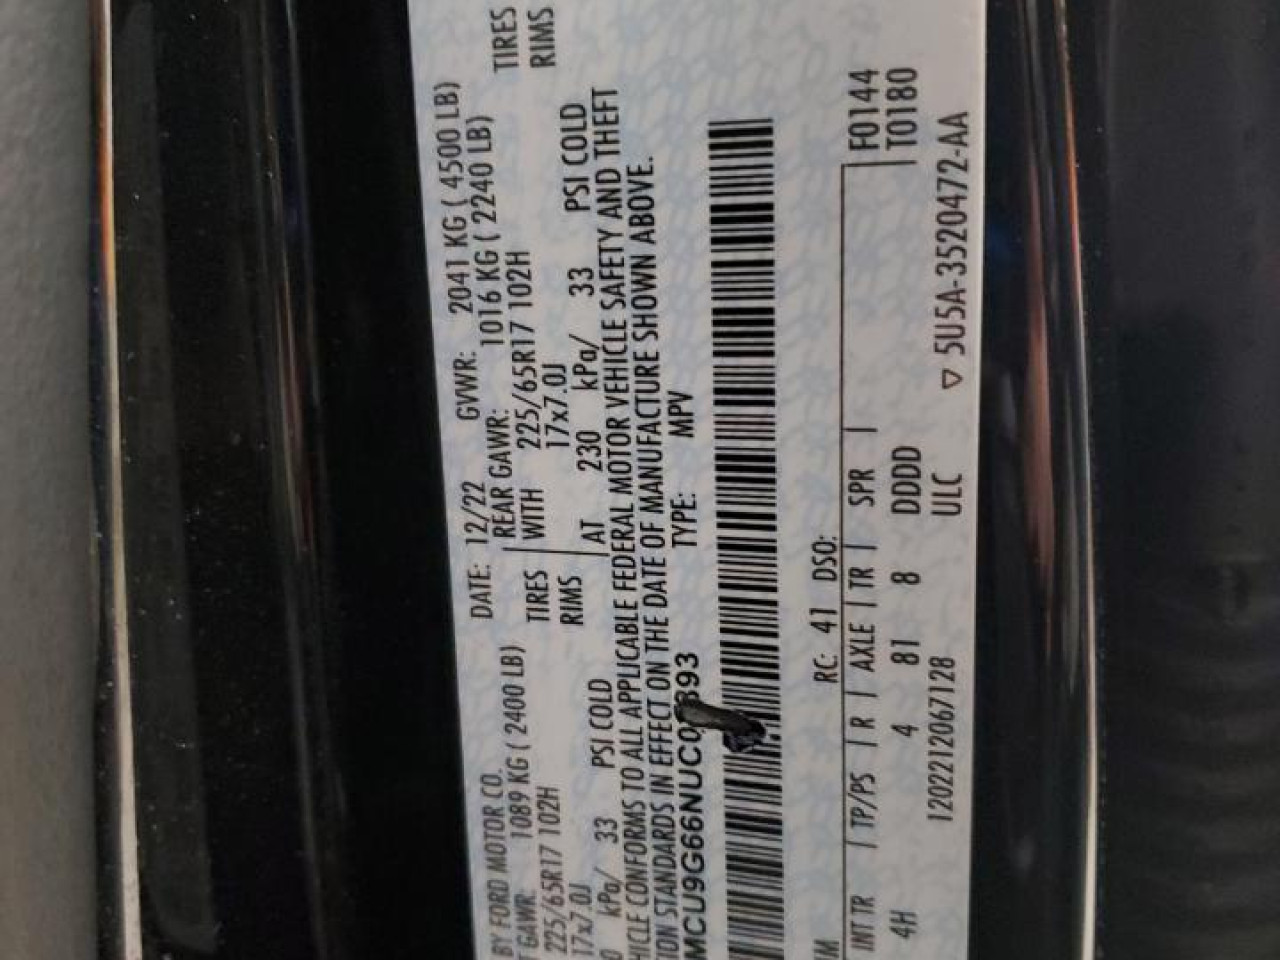 BY FORD MOTOR CO. DATE: 12/22 GVWR: 2041 KG ( 4500 LB)
T GAWR: 1089 KG ( 2400 LB) REAR GAWR: 1016 KG ( 2240 LB)
225/65R17 102H TIRES WITH 225/65R17 102H TIRES
17x7.0J RIMS 17x7.0J RIMS
0 kPa/ 33 PSI COLD AT 230 kPa/ 33 PSI COLD
HICLE CONFORMS TO ALL APPLICABLE FEDERAL MOTOR VEHICLE SAFETY AND THEFT
TION STANDARDS IN EFFECT ON THE DATE OF MANUFACTURE SHOWN ABOVE.
TYPE: MPV
RC: 41 DSO:
INT TR TP/PS R AXLE TR SPR F0144
4H 4 81 8 DDDD T0180
1202212067128 ULC ▽ 5U5A-3520472-AA